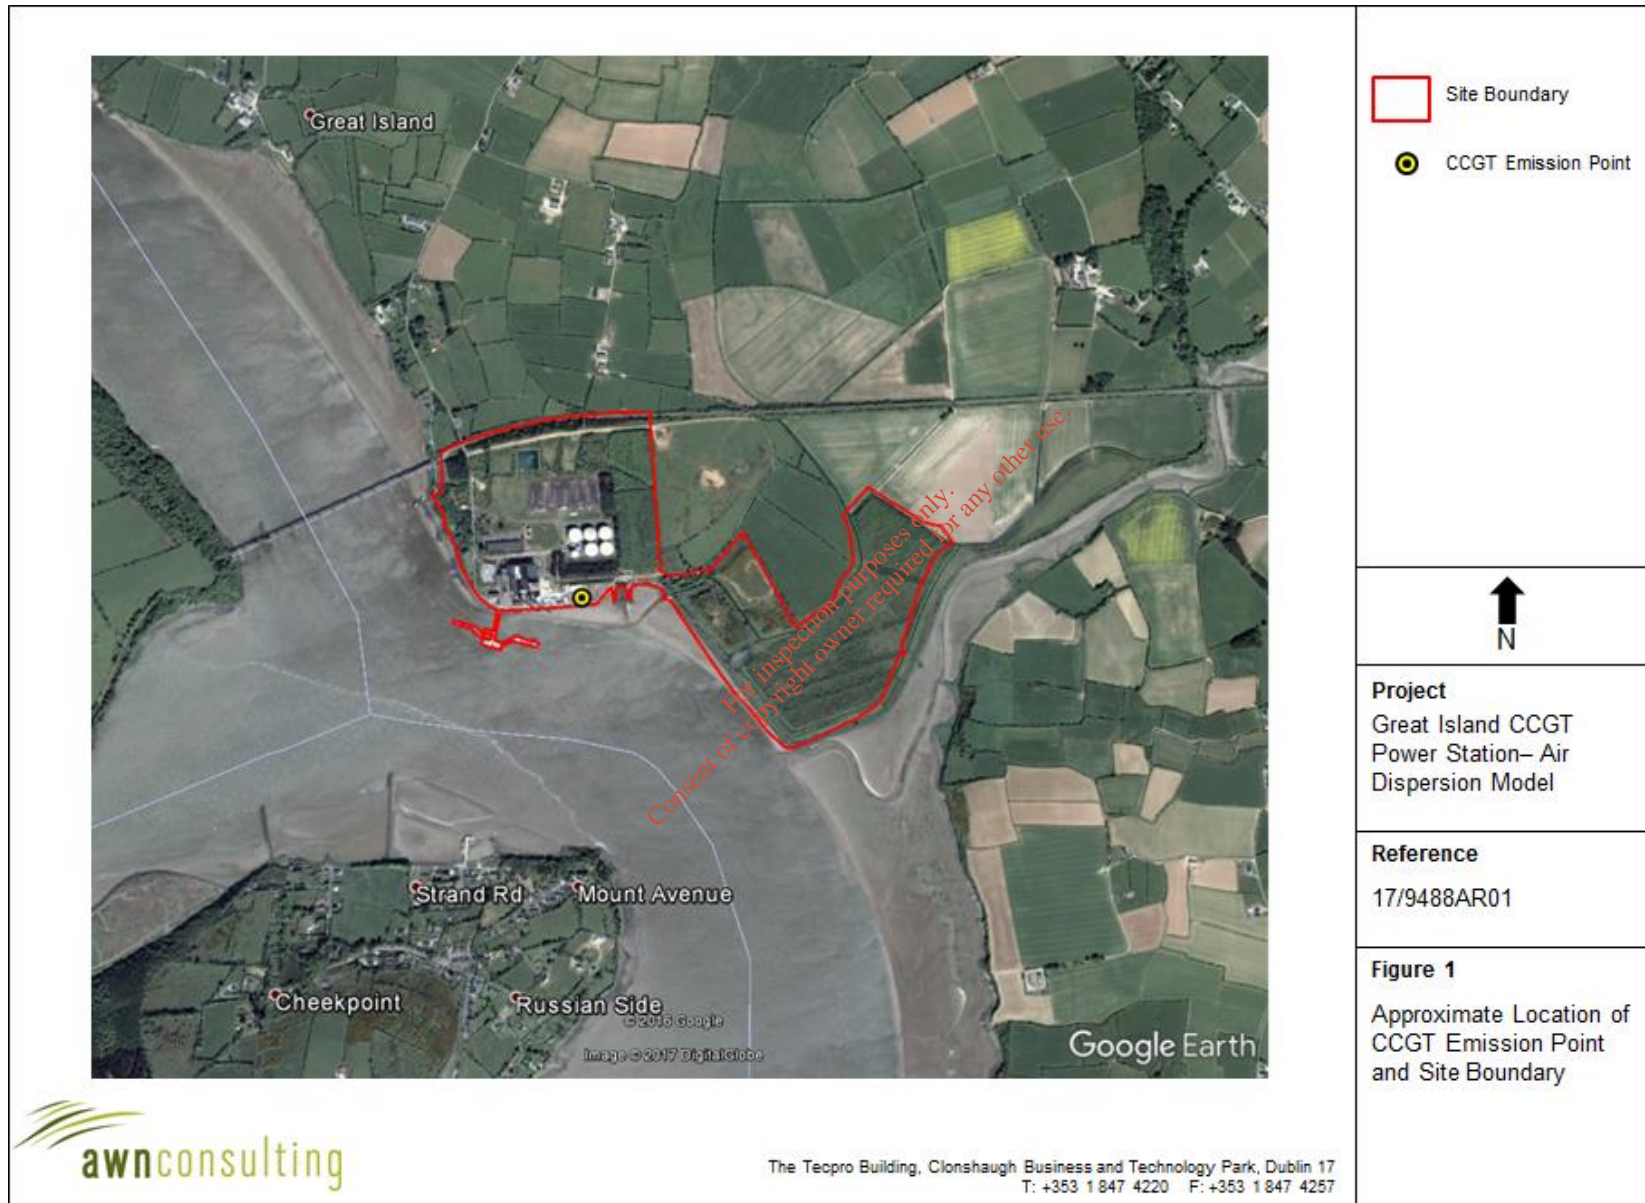 Great Island
Strand Rd
Mount Avenue
Cheekpoint
Russian Side
© 2016 Google
Image © 2017 DigitalGlobe
Google Earth
For inspection purposes only.
Consent of copyright owner required for any other use.
Site Boundary
CCGT Emission Point
N
Project
Great Island CCGT
Power Station– Air
Dispersion Model
Reference
17/9488AR01
Figure 1
Approximate Location of
CCGT Emission Point
and Site Boundary
awnconsulting
The Tecpro Building, Clonshaugh Business and Technology Park, Dublin 17
T: +353 1 847 4220 F: +353 1 847 4257